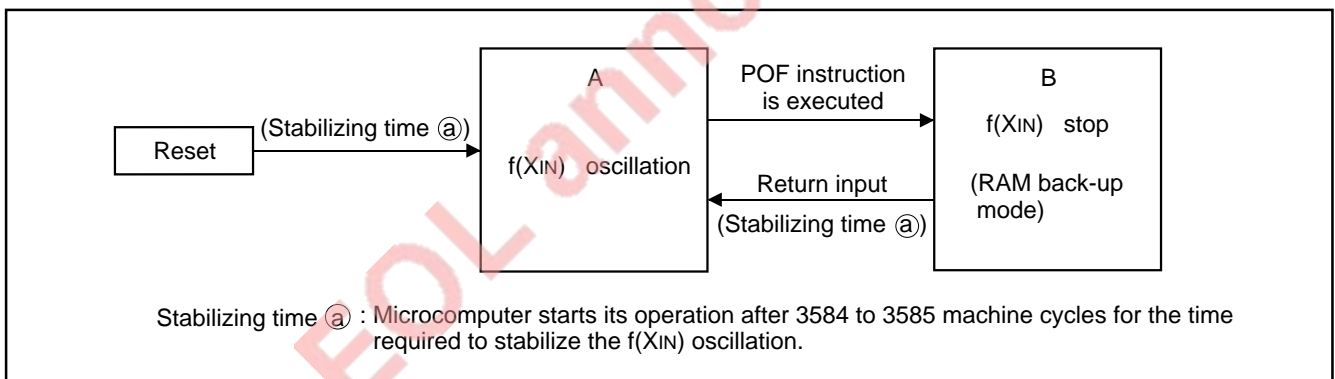 A
POF instruction
is executed
B
(Stabilizing time ⓐ)
f(XIN) stop
Reset
f(XIN) oscillation
Return input
(RAM back-up
mode)
(Stabilizing time ⓐ)
Stabilizing time ⓐ : Microcomputer starts its operation after 3584 to 3585 machine cycles for the time
required to stabilize the f(XIN) oscillation.
EOL anno